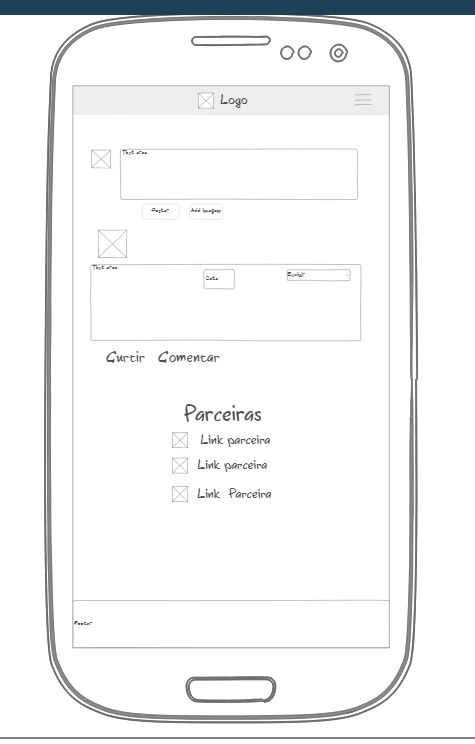 Logo
Text area
Postar Add Imagem
Text area
Data
Excluir
Curtir Comentar
Parceiras
Link parceira
Link parceira
Link Parceira
Footer